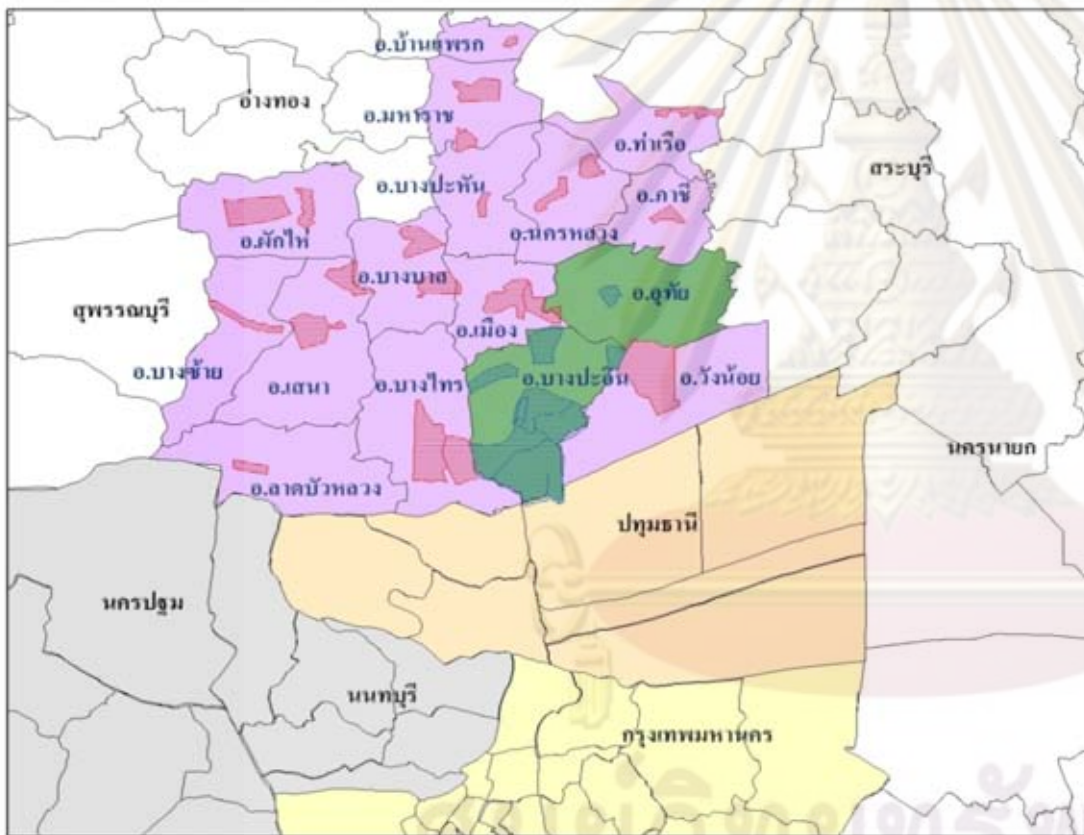 อ.บ้านแพรก
อ่างทอง
อ.มหาราช
อ.ท่าเรือ
สระบุรี
อ.บางปะหัน
อ.ภาชี
อ.ผักไห่
อ.นครหลวง
อ.บางบาล
อ.อุทัย
สุพรรณบุรี
อ.เมือง
อ.บางซ้าย
อ.เสนา
อ.บางไทร
อ.บางปะอิน
อ.วังน้อย
นครนายก
อ.ลาดบัวหลวง
ปทุมธานี
นครปฐม
นนทบุรี
กรุงเทพมหานคร